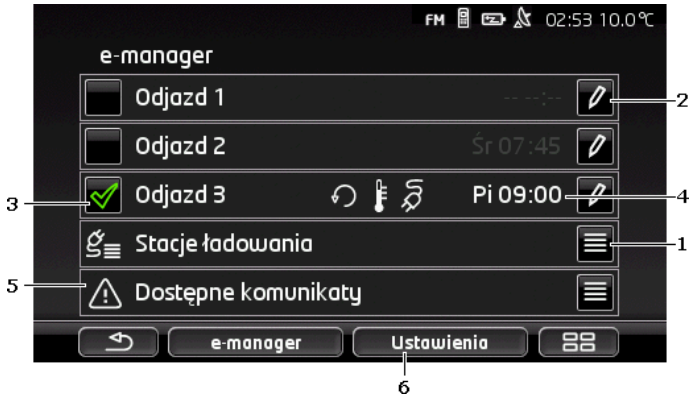 FM 02:53 10.0°C
e-manager
Odjazd 1 -- --:-- 2
Odjazd 2 Śr 07:45
3 Odjazd 3 Pi 09:00 4
Stacje ładowania 1
5 Dostępne komunikaty
e-manager Ustawienia
6